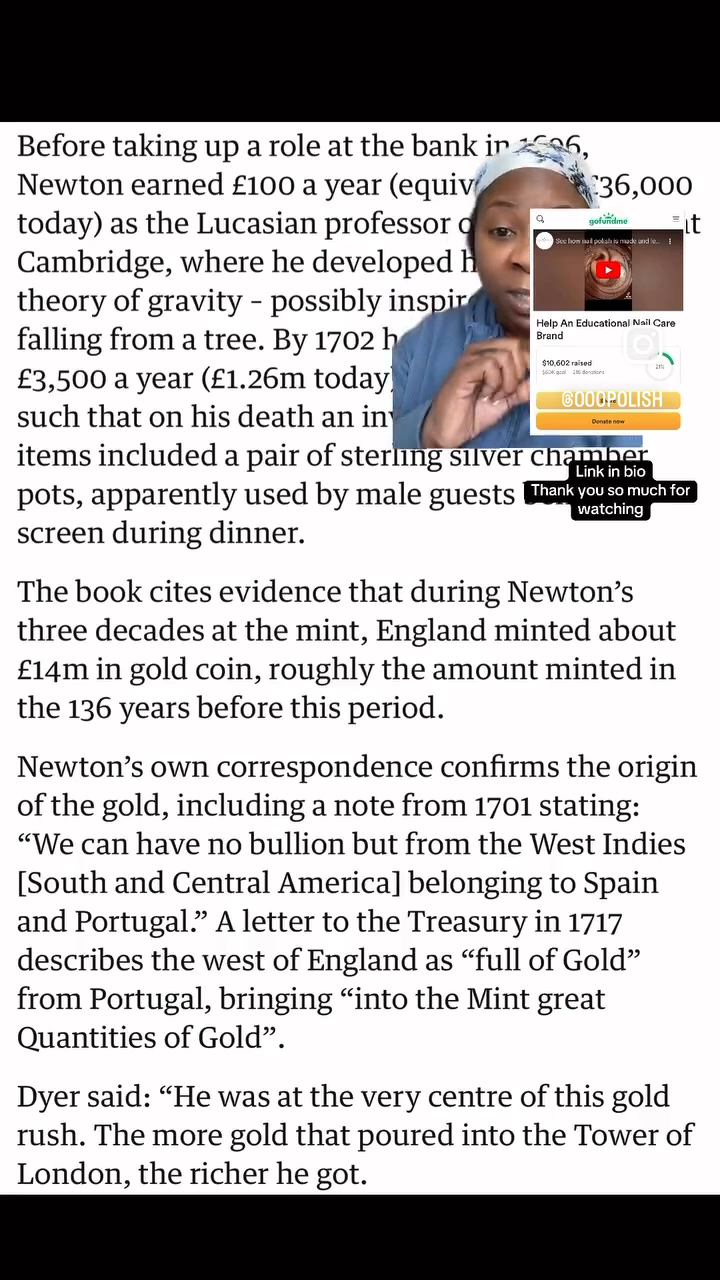 Before taking up a role at the bank in 1696,
Newton earned £100 a year (equiv £36,000
today) as the Lucasian professor o at
Cambridge, where he developed h
theory of gravity – possibly inspir
falling from a tree. By 1702 h
£3,500 a year (£1.26m today)
such that on his death an inv
items included a pair of sterling silver chamber
pots, apparently used by male guests
screen during dinner.
The book cites evidence that during Newton’s
three decades at the mint, England minted about
£14m in gold coin, roughly the amount minted in
the 136 years before this period.
Newton’s own correspondence confirms the origin
of the gold, including a note from 1701 stating:
“We can have no bullion but from the West Indies
[South and Central America] belonging to Spain
and Portugal.” A letter to the Treasury in 1717
describes the west of England as “full of Gold”
from Portugal, bringing “into the Mint great
Quantities of Gold”.
Dyer said: “He was at the very centre of this gold
rush. The more gold that poured into the Tower of
London, the richer he got.
gofundme
See how nail polish is made and le...
Help An Educational Nail Care
Brand
$10,602 raised
21%
@OOOPOLISH
Donate now
Link in bio
Thank you so much for
watching